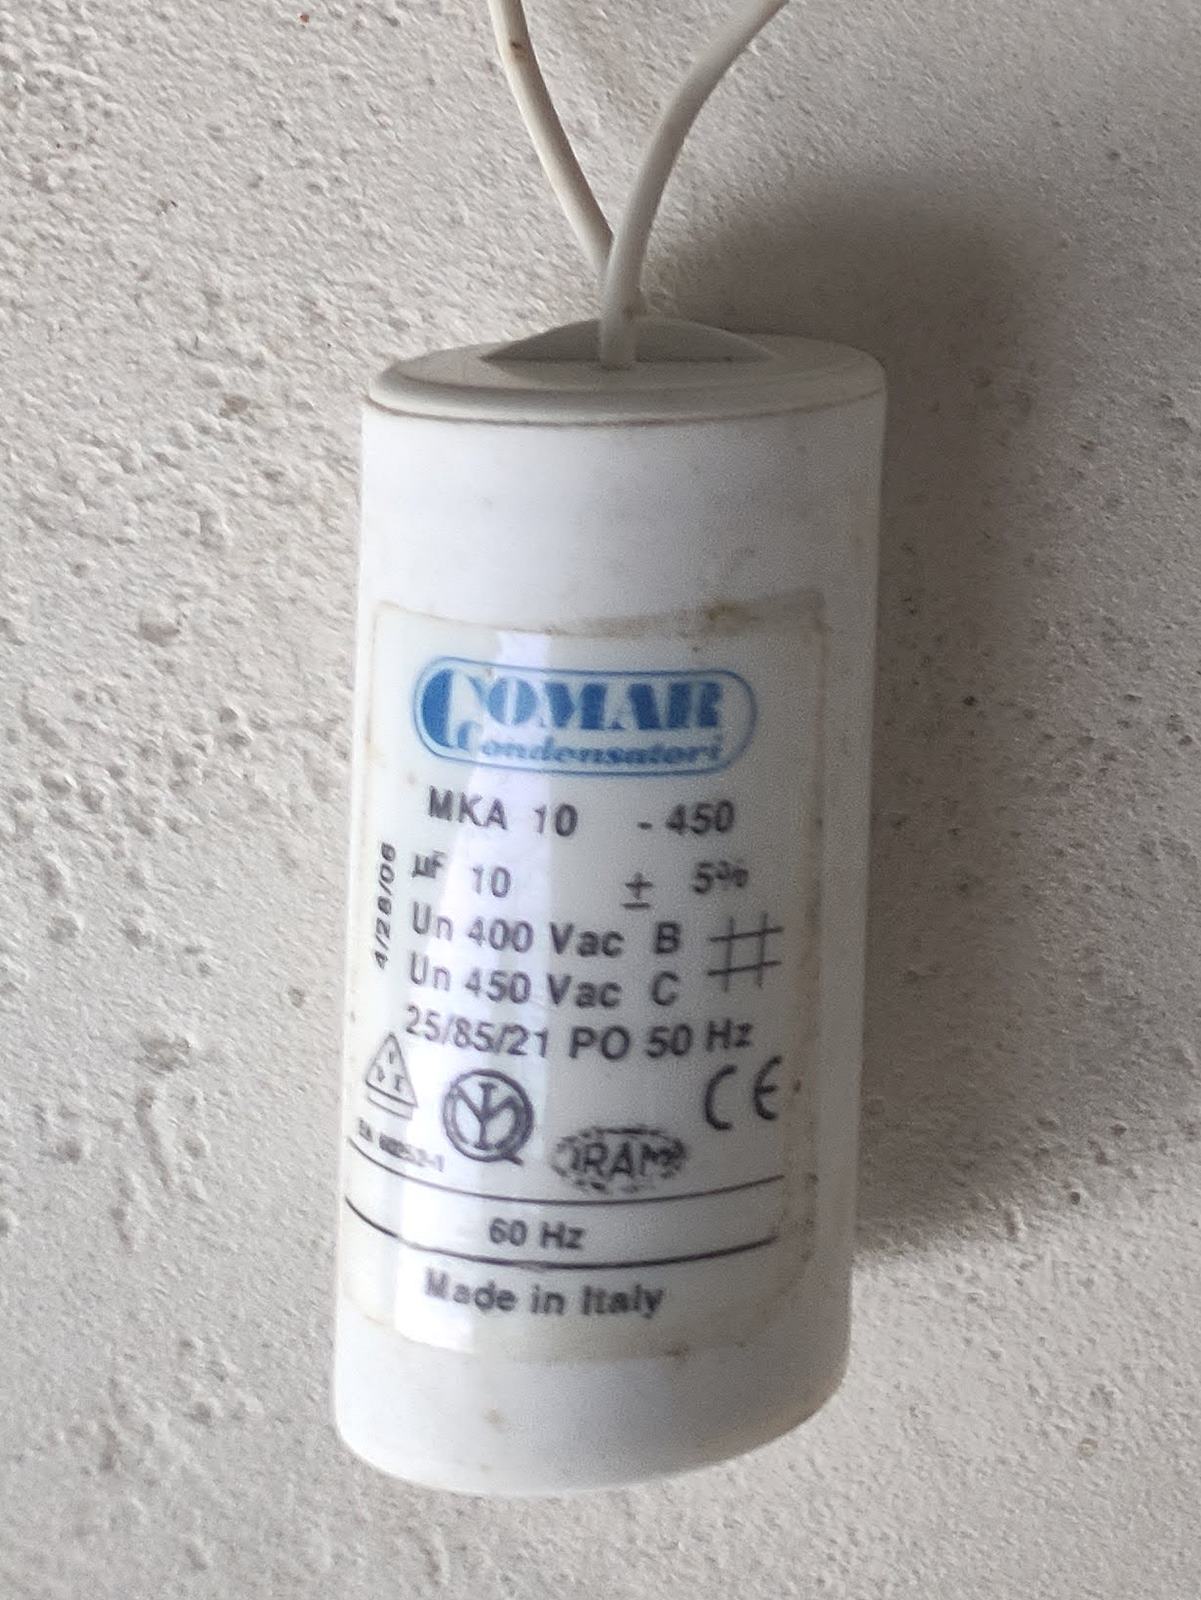 COMAR
Condensatori
MKA 10 - 450
µF 10 ± 5%
Un 400 Vac B
Un 450 Vac C
4/28/06
25/85/21 PO 50 Hz
CE
IRAM
60 Hz
Made in Italy